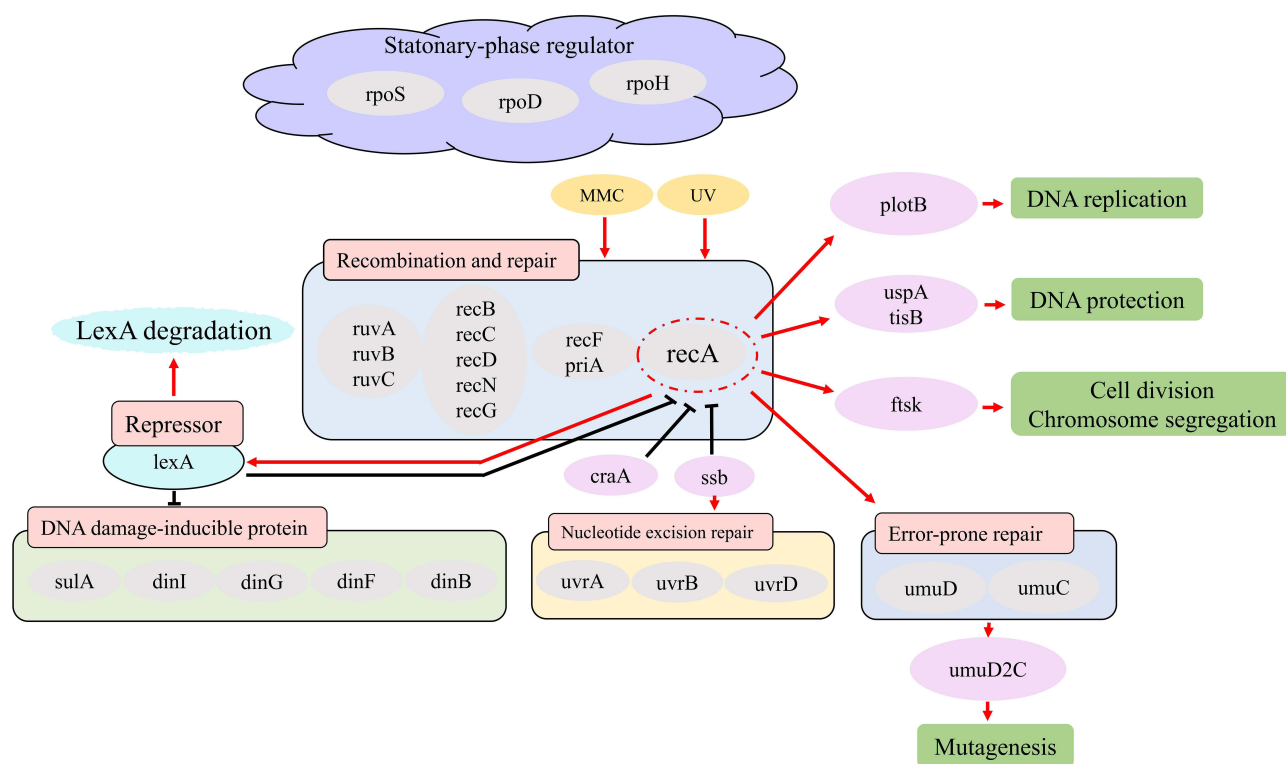 Statonary-phase regulator
rpoS
rpoD
rpoH
MMC
UV
plotB
DNA replication
Recombination and repair
ruvA
ruvB
ruvC
recB
recC
recD
recN
recG
recF
priA
recA
uspA
tisB
DNA protection
LexA degradation
ftsk
Cell division
Chromosome segregation
Repressor
lexA
craA
ssb
DNA damage-inducible protein
sulA
dinI
dinG
dinF
dinB
Nucleotide excision repair
uvrA
uvrB
uvrD
Error-prone repair
umuD
umuC
umuD2C
Mutagenesis